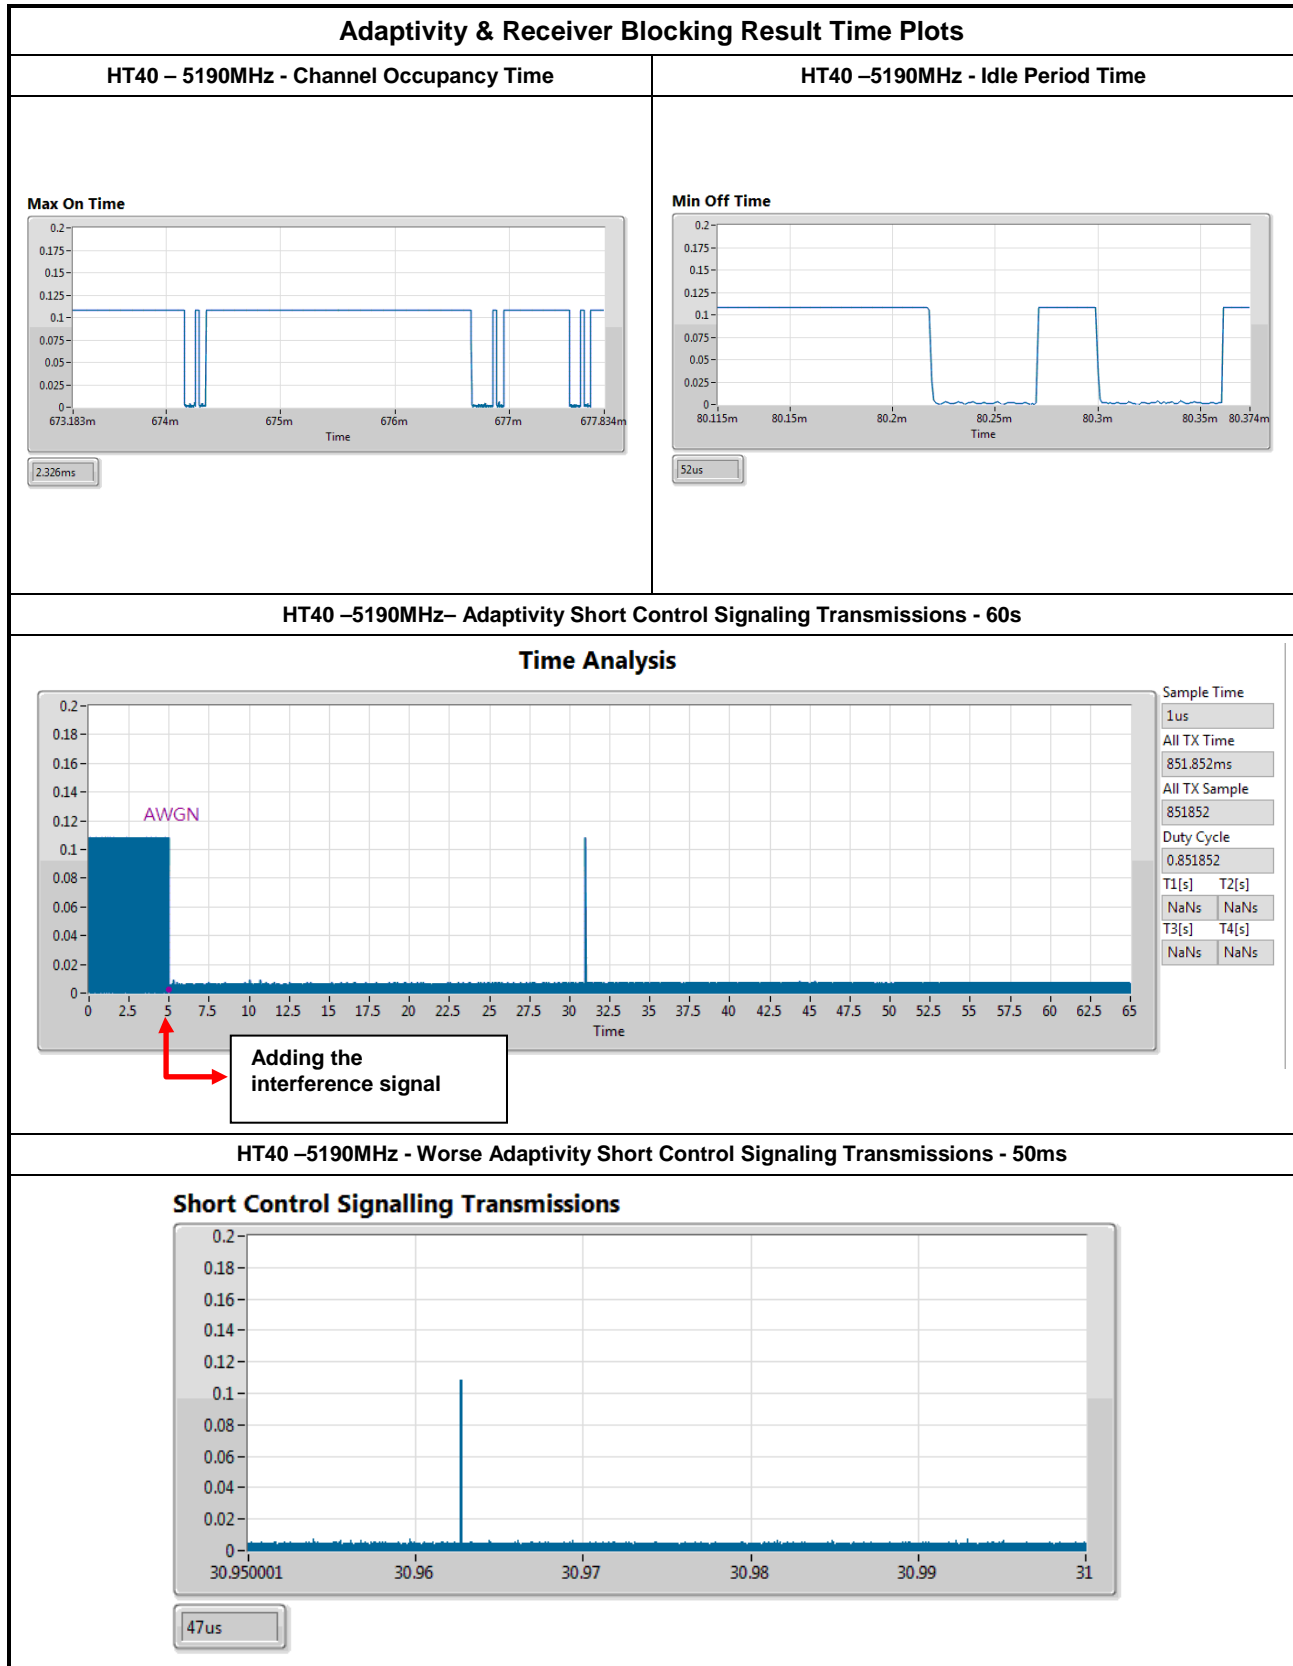 Adaptivity & Receiver Blocking Result Time Plots
HT40 – 5190MHz - Channel Occupancy Time
HT40 –5190MHz - Idle Period Time
Max On Time
0.2
0.175
0.15
0.125
0.1
0.075
0.05
0.025
0
673.183m 674m 675m 676m 677m 677.834m
Time
2.326ms
Min Off Time
0.2
0.175
0.15
0.125
0.1
0.075
0.05
0.025
0
80.115m 80.15m 80.2m 80.25m 80.3m 80.35m 80.374m
Time
52us
HT40 –5190MHz– Adaptivity Short Control Signaling Transmissions - 60s
Time Analysis
0.2
0.18
0.16
0.14
0.12
0.1
0.08
0.06
0.04
0.02
0
AWGN
0 2.5 5 7.5 10 12.5 15 17.5 20 22.5 25 27.5 30 32.5 35 37.5 40 42.5 45 47.5 50 52.5 55 57.5 60 62.5 65
Time
Sample Time
1us
All TX Time
851.852ms
All TX Sample
851852
Duty Cycle
0.851852
T1[s] T2[s]
NaNs NaNs
T3[s] T4[s]
NaNs NaNs
Adding the
interference signal
HT40 –5190MHz - Worse Adaptivity Short Control Signaling Transmissions - 50ms
Short Control Signalling Transmissions
0.2
0.18
0.16
0.14
0.12
0.1
0.08
0.06
0.04
0.02
0
30.950001 30.96 30.97 30.98 30.99 31
47us